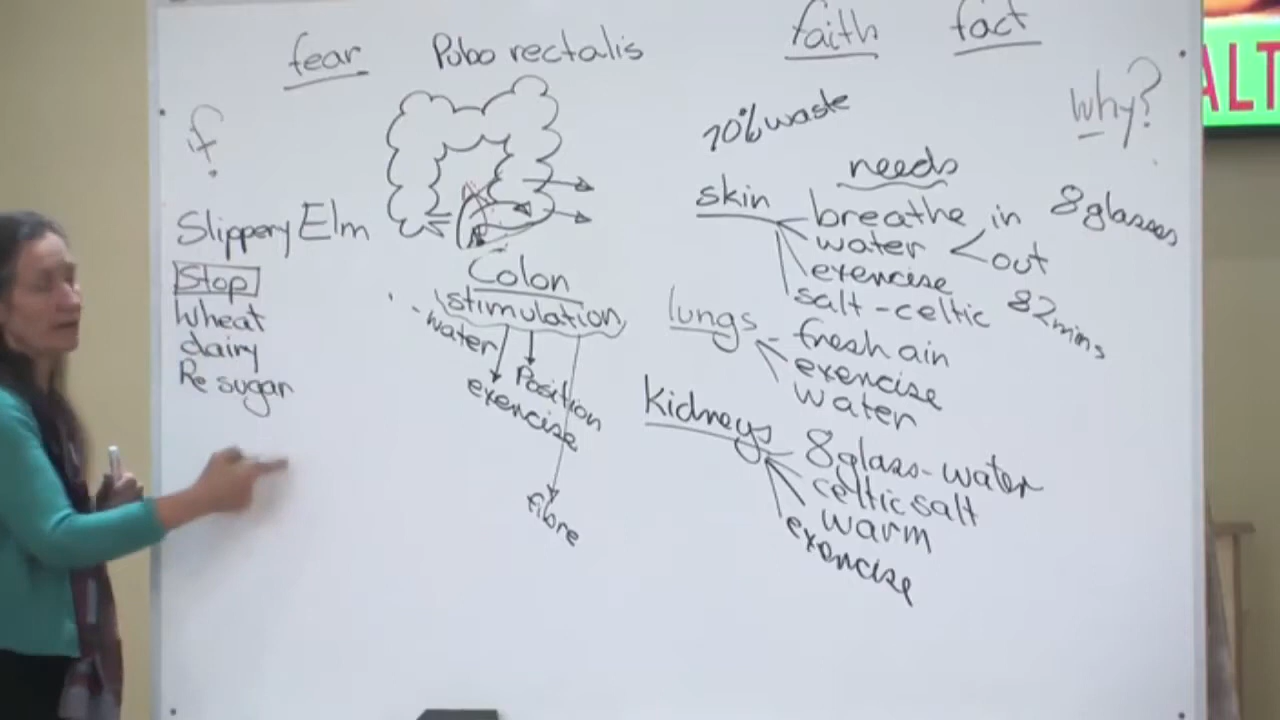 fear
Pubo rectalis
faith
fact
why?
if
?
Slippery Elm
Stop
Wheat
dairy
Re sugar
Colon
stimulation
water
Position
exercise
fibre
70% waste
needs
skin
breathe
water
exercise
salt - celtic
in
out
8 glasses
82 mins
lungs
- fresh air
exercise
water
Kidneys
8 glass - water
celtic salt
warm
exercise
ALT